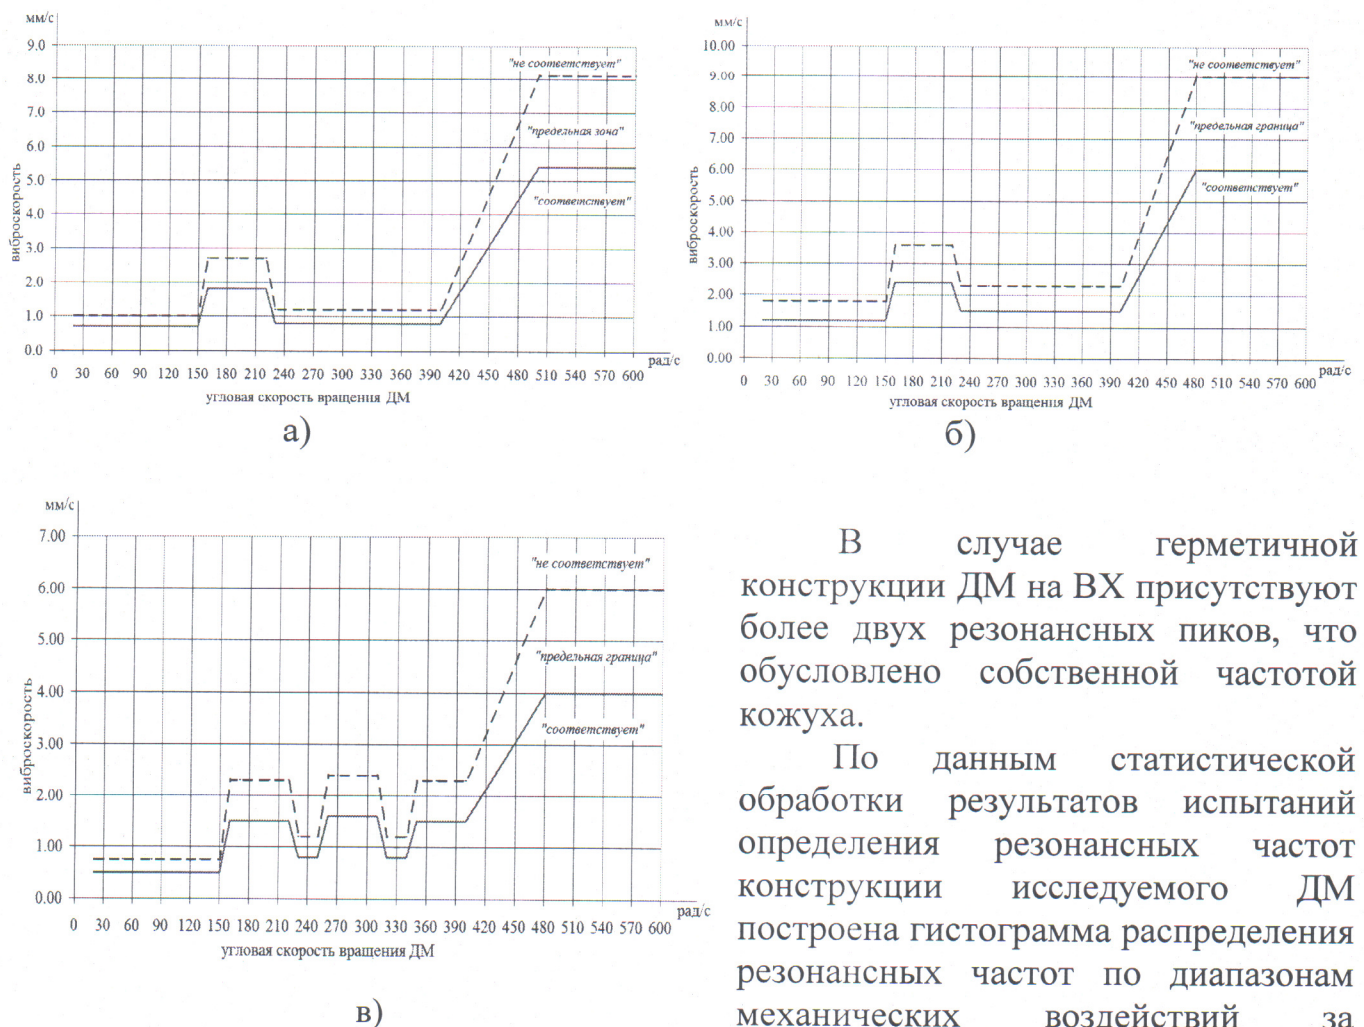 мм/с
9.0
8.0
7.0
6.0
5.0
4.0
3.0
2.0
1.0
0.0
виброскорость
"не соответствует"
"предельная зона"
"соответствует"
рад/с
0 30 60 90 120 150 180 210 240 270 300 330 360 390 420 450 480 510 540 570 600
угловая скорость вращения ДМ
а)
мм/с
10.00
9.00
8.00
7.00
6.00
5.00
4.00
3.00
2.00
1.00
0.00
виброскорость
"не соответствует"
"предельная граница"
"соответствует"
рад/с
0 30 60 90 120 150 180 210 240 270 300 330 360 390 420 450 480 510 540 570 600
угловая скорость вращения ДМ
б)
мм/с
7.00
6.00
5.00
4.00
3.00
2.00
1.00
0.00
виброскорость
"не соответствует"
"предельная граница"
"соответствует"
рад/с
0 30 60 90 120 150 180 210 240 270 300 330 360 390 420 450 480 510 540 570 600
угловая скорость вращения ДМ
в)
В случае герметичной
конструкции ДМ на ВХ присутствуют
более двух резонансных пиков, что
обусловлено собственной частотой
кожуха.
По данным статистической
обработки результатов испытаний
определения резонансных частот
конструкции исследуемого ДМ
построена гистограмма распределения
резонансных частот по диапазонам
механических воздействий за